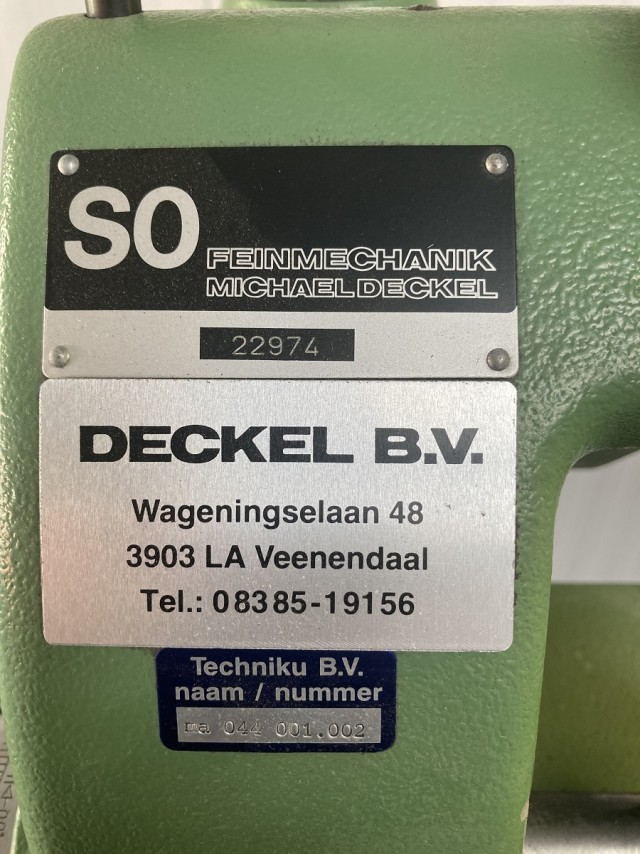 SO
FEINMECHANIK
MICHAEL DECKEL
22974
DECKEL B.V.
Wageningselaan 48
3903 LA Veenendaal
Tel.: 08385-19156
Techniku B.V.
naam / nummer
ma 044 001.002